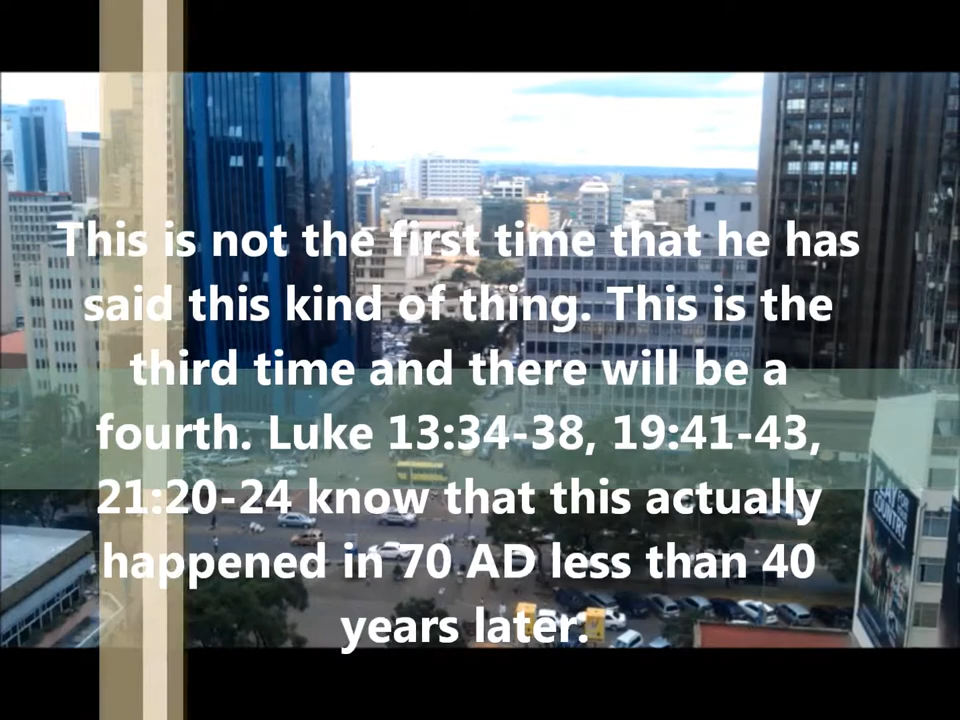 This is not the first time that he has
said this kind of thing. This is the
third time and there will be a
fourth. Luke 13:34-38, 19:41-43,
21:20-24 know that this actually
happened in 70 AD less than 40
years later.
COUNTRY